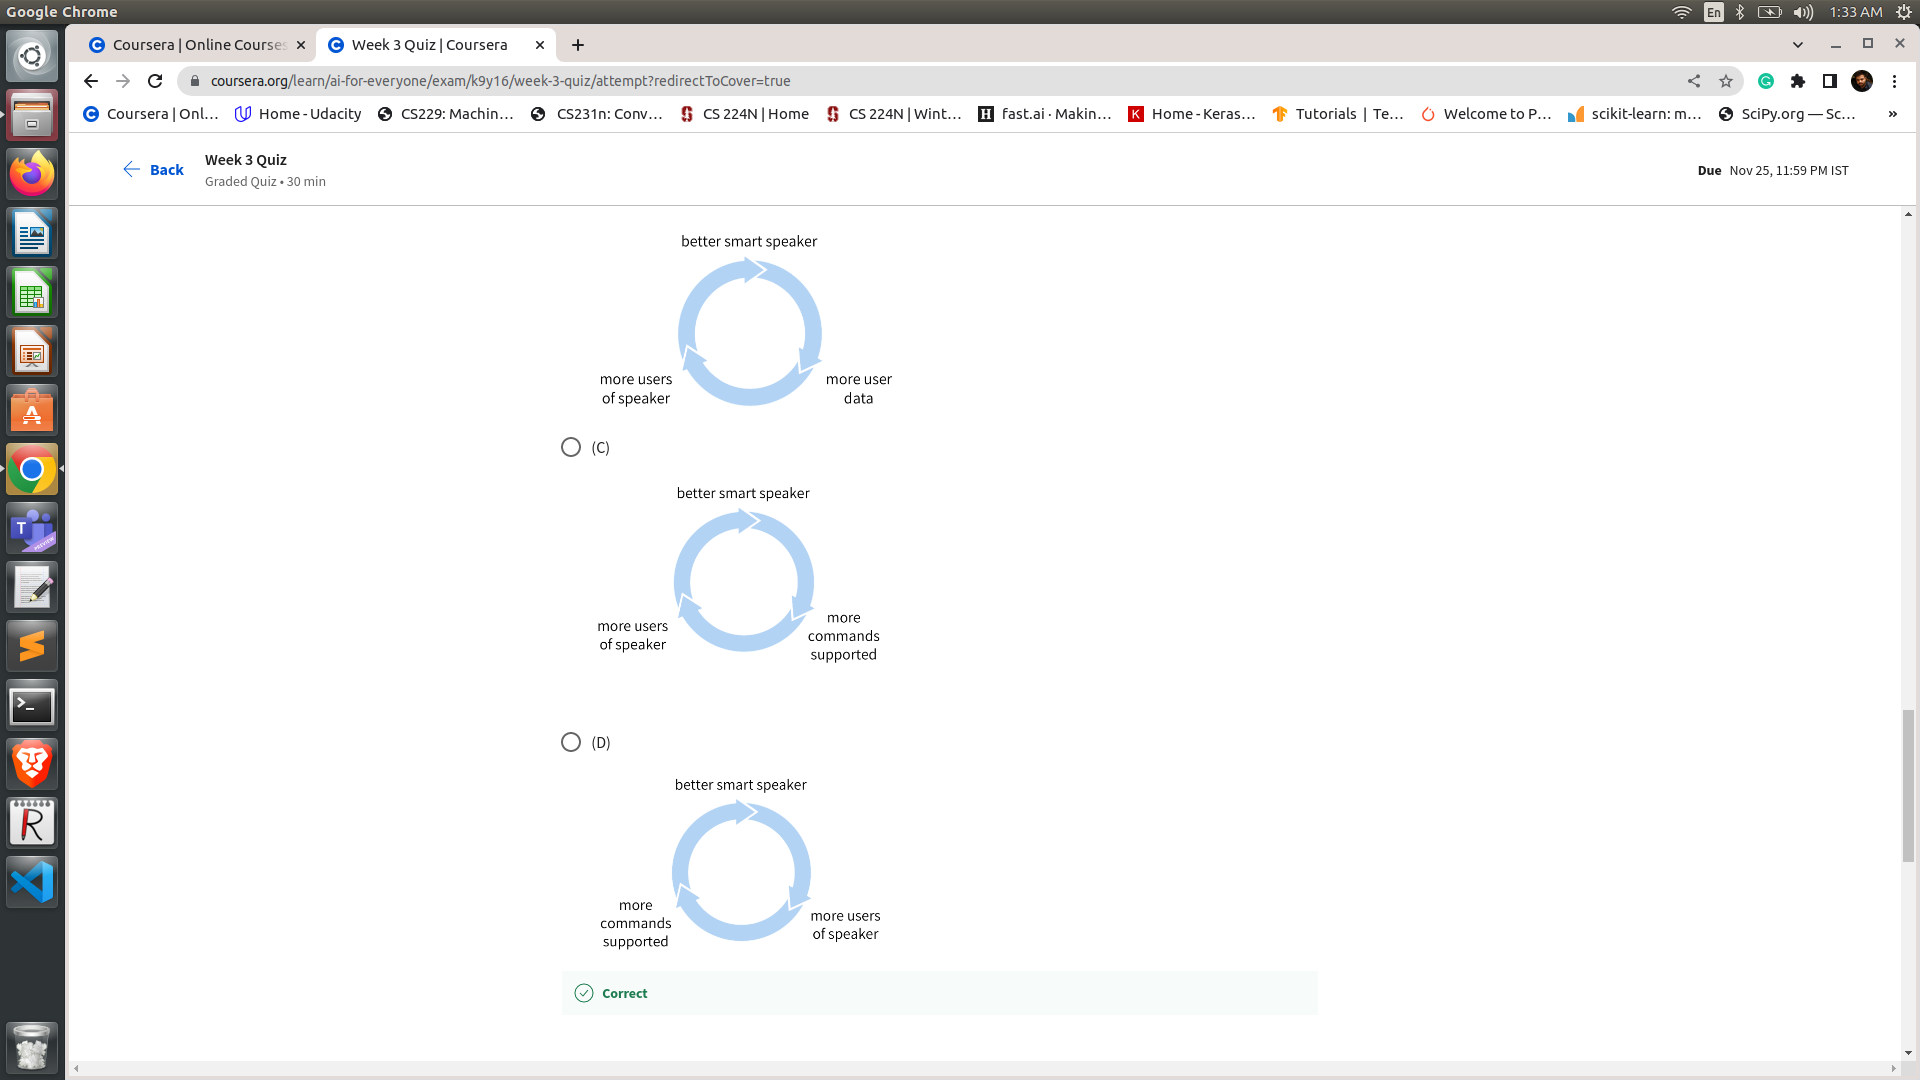 Google Chrome
En
1:33 AM
Coursera | Online Courses
Week 3 Quiz | Coursera
coursera.org/learn/ai-for-everyone/exam/k9y16/week-3-quiz/attempt?redirectToCover=true
Coursera | Onl...
Home - Udacity
CS229: Machin...
CS231n: Conv...
CS 224N | Home
CS 224N | Wint...
H
fast.ai · Makin...
K
Home - Keras...
Tutorials | Te...
Welcome to P...
scikit-learn: m...
SciPy.org — Sc...
»
Back
Week 3 Quiz
Graded Quiz • 30 min
Due Nov 25, 11:59 PM IST
better smart speaker
more users
of speaker
more user
data
(C)
better smart speaker
more users
of speaker
more
commands
supported
(D)
better smart speaker
more
commands
supported
more users
of speaker
Correct